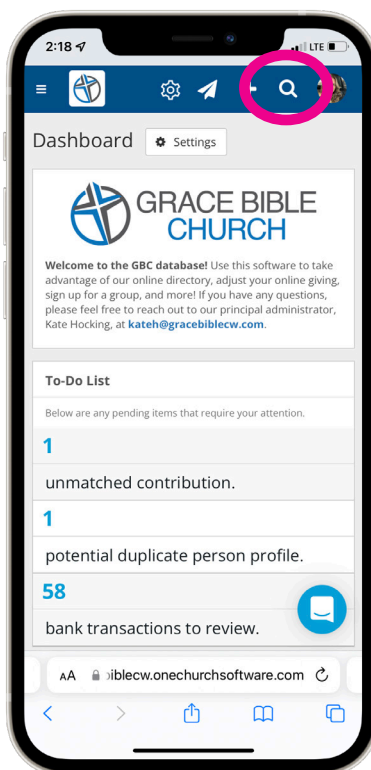 2:18
LTE
Dashboard
Settings
GRACE BIBLE
CHURCH
Welcome to the GBC database! Use this software to take
advantage of our online directory, adjust your online giving,
sign up for a group, and more! If you have any questions,
please feel free to reach out to our principal administrator,
Kate Hocking, at kateh@gracebiblecw.com.
To-Do List
Below are any pending items that require your attention.
1
unmatched contribution.
1
potential duplicate person profile.
58
bank transactions to review.
AA iblecw.onechurchsoftware.com